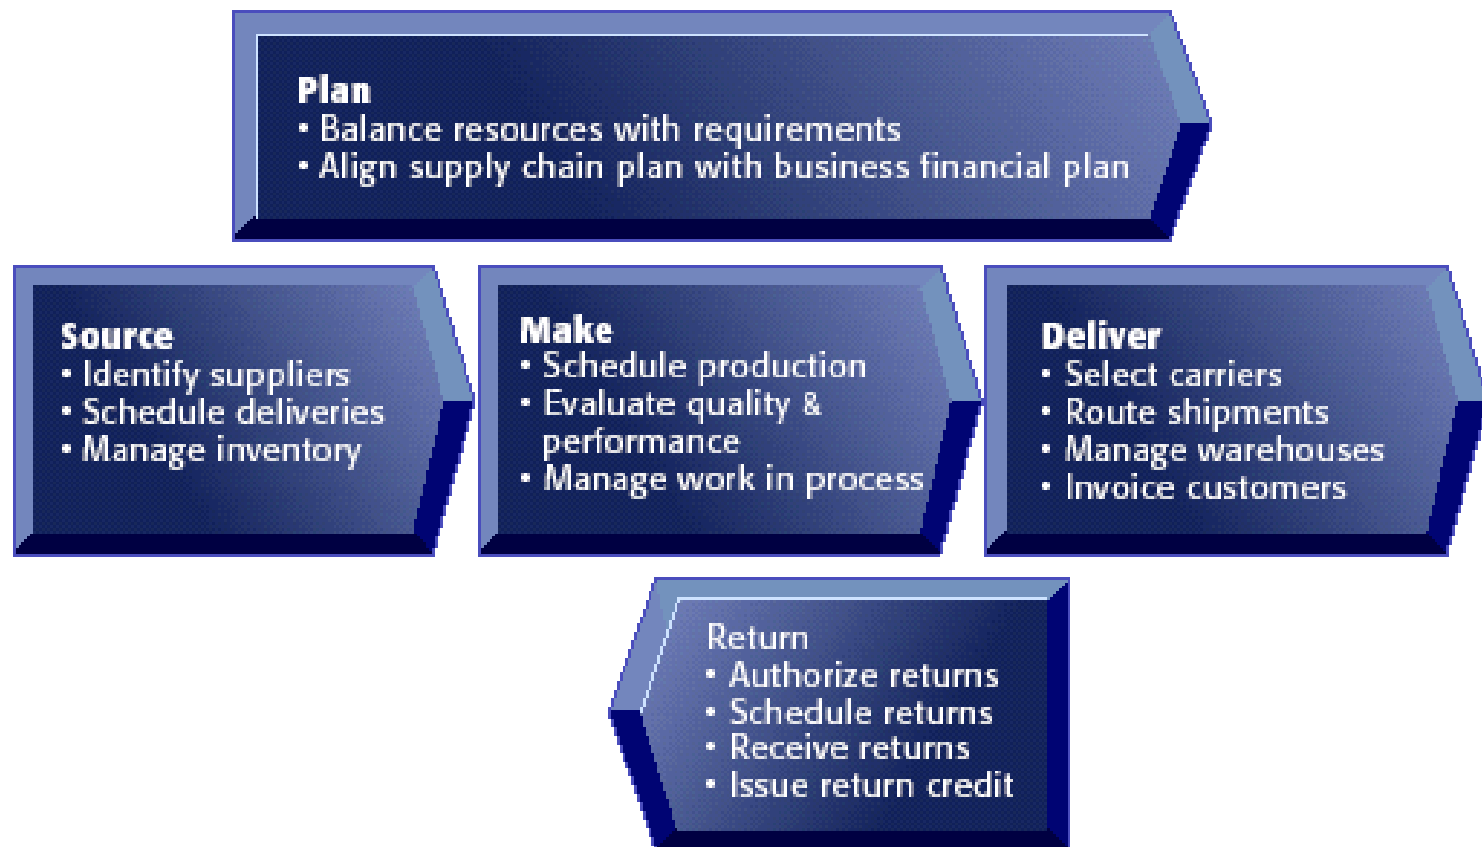 Plan
• Balance resources with requirements
• Align supply chain plan with business financial plan
Source
• Identify suppliers
• Schedule deliveries
• Manage inventory
Make
• Schedule production
• Evaluate quality &
performance
• Manage work in process
Deliver
• Select carriers
• Route shipments
• Manage warehouses
• Invoice customers
Return
• Authorize returns
• Schedule returns
• Receive returns
• Issue return credit